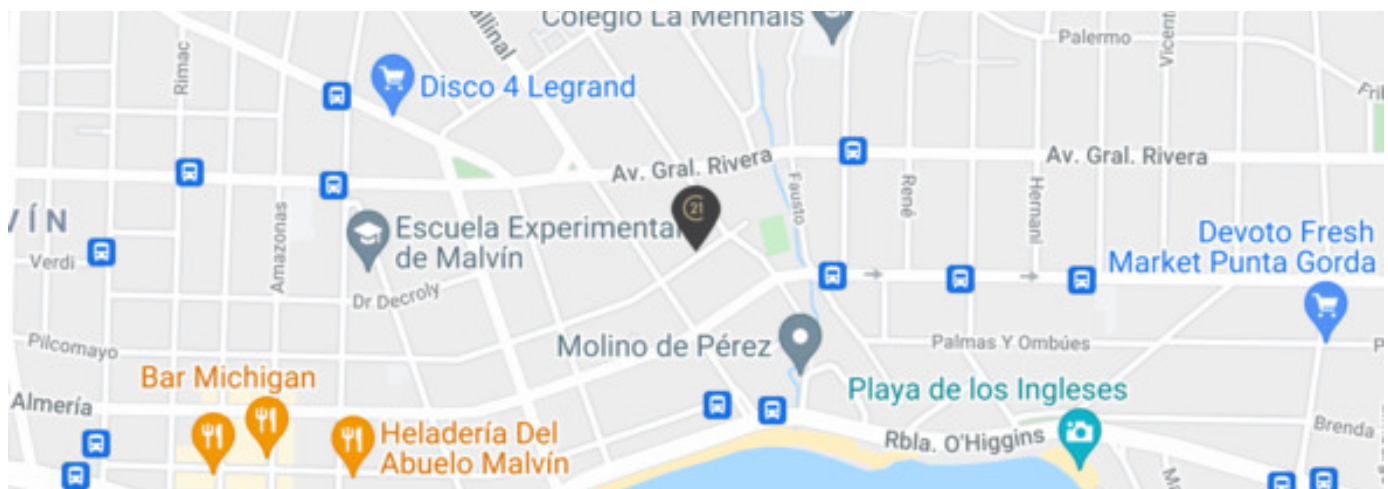 Colegio La Mennais
Palermo
Rimac
Disco 4 Legrand
Av. Gral. Rivera
Av. Gral. Rivera
Fausto
René
Hernani
21
VÍN
Verdi
Amazonas
Escuela Experimental
de Malvín
Dr Decroly
Devoto Fresh
Market Punta Gorda
Pilcomayo
Molino de Pérez
Palmas Y Ombúes
Bar Michigan
Almería
Playa de los Ingleses
Heladería Del
Abuelo Malvín
Rbla. O'Higgins
Brenda